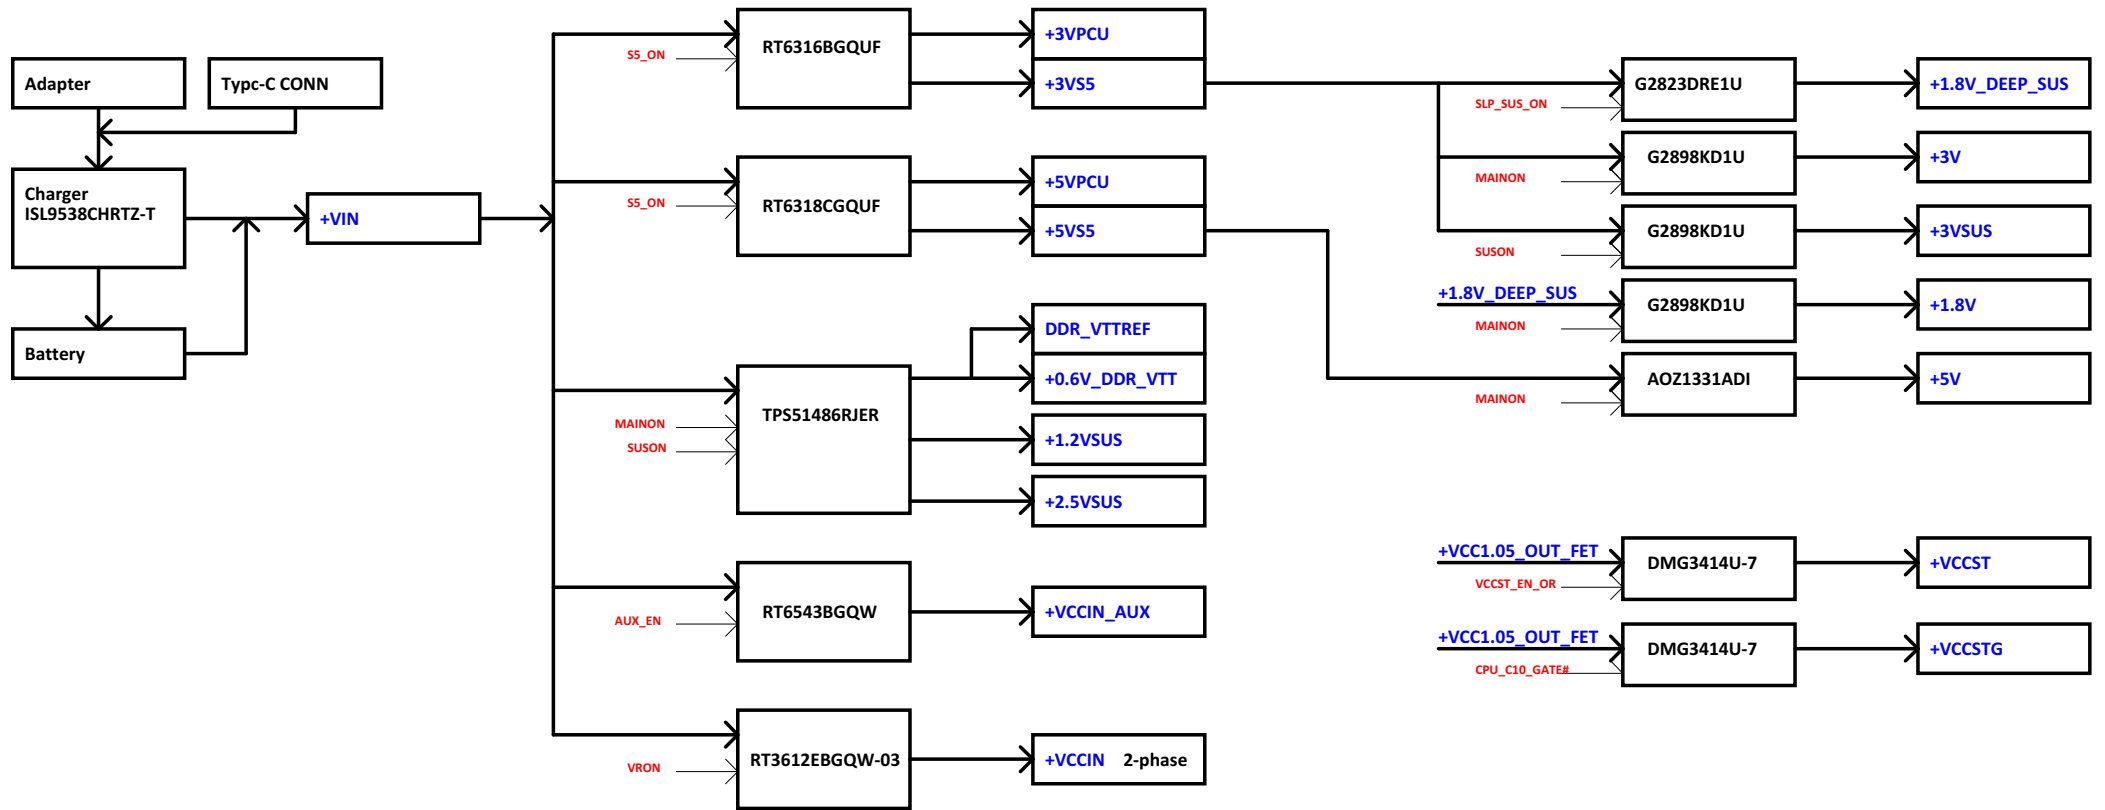 Adapter
Typc-C CONN
Charger
ISL9538CHRTZ-T
Battery
+VIN
S5_ON
RT6316BGQUF
+3VPCU
+3VS5
S5_ON
RT6318CGQUF
+5VPCU
+5VS5
MAINON
SUSON
TPS51486RJER
DDR_VTTREF
+0.6V_DDR_VTT
+1.2VSUS
+2.5VSUS
AUX_EN
RT6543BGQW
+VCCIN_AUX
VRON
RT3612EBGQW-03
+VCCIN 2-phase
SLP_SUS_ON
G2823DRE1U
+1.8V_DEEP_SUS
MAINON
G2898KD1U
+3V
SUSON
G2898KD1U
+3VSUS
+1.8V_DEEP_SUS
MAINON
G2898KD1U
+1.8V
MAINON
AOZ1331ADI
+5V
+VCC1.05_OUT_FET
VCCST_EN_OR
DMG3414U-7
+VCCST
+VCC1.05_OUT_FET
CPU_C10_GATE#
DMG3414U-7
+VCCSTG